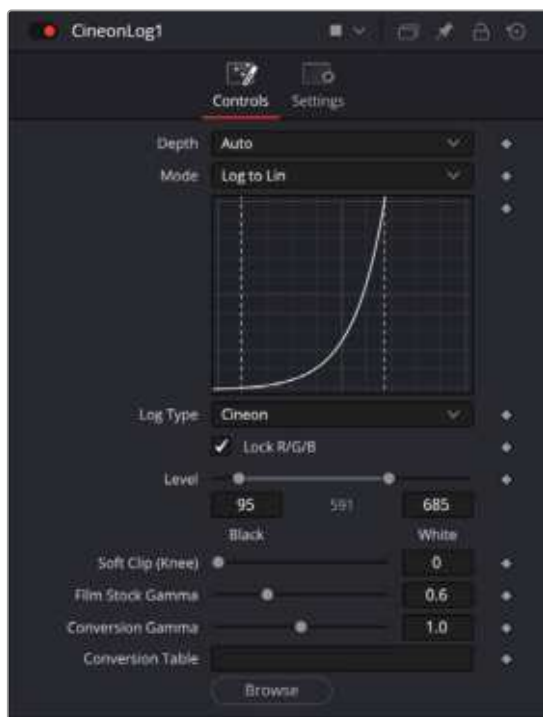 CineonLog1
Controls Settings
Depth Auto
Mode Log to Lin
Log Type Cineon
Lock R/G/B
Level
95 591 685
Black White
Soft Clip (Knee) 0
Film Stock Gamma 0.6
Conversion Gamma 1.0
Conversion Table
Browse